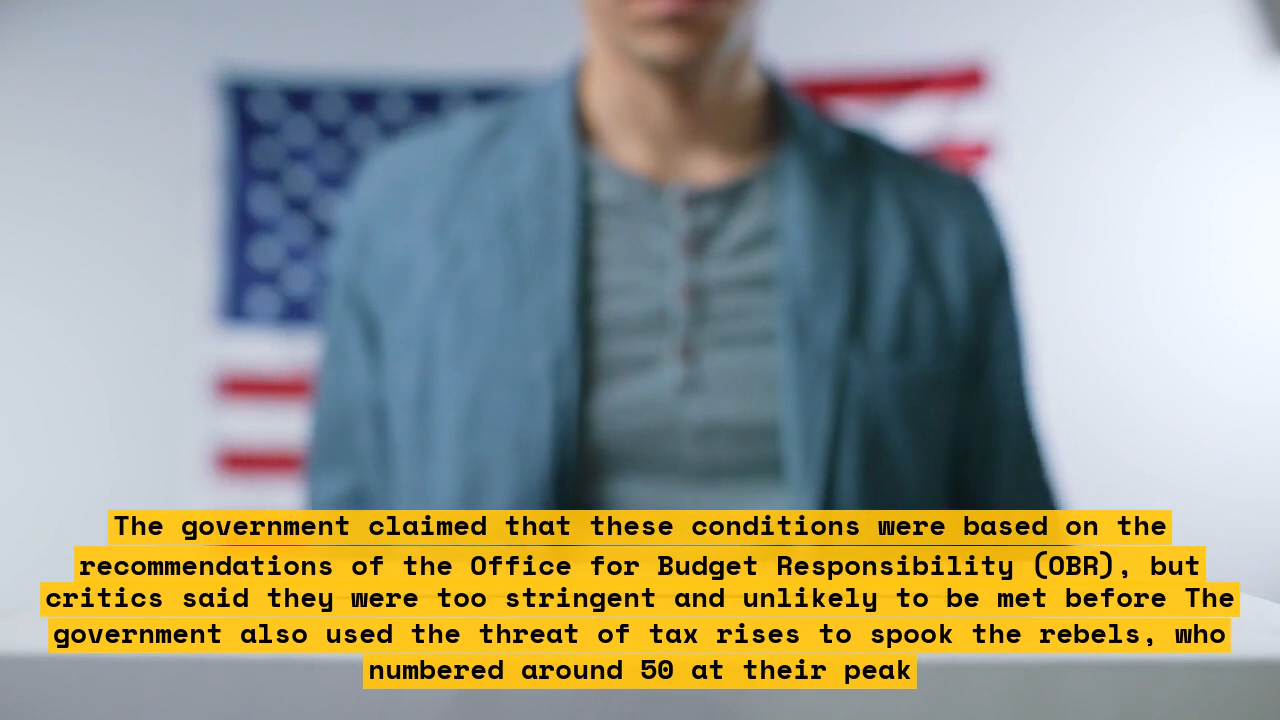 The government claimed that these conditions were based on the
recommendations of the Office for Budget Responsibility (OBR), but
critics said they were too stringent and unlikely to be met before The
government also used the threat of tax rises to spook the rebels, who
numbered around 50 at their peak